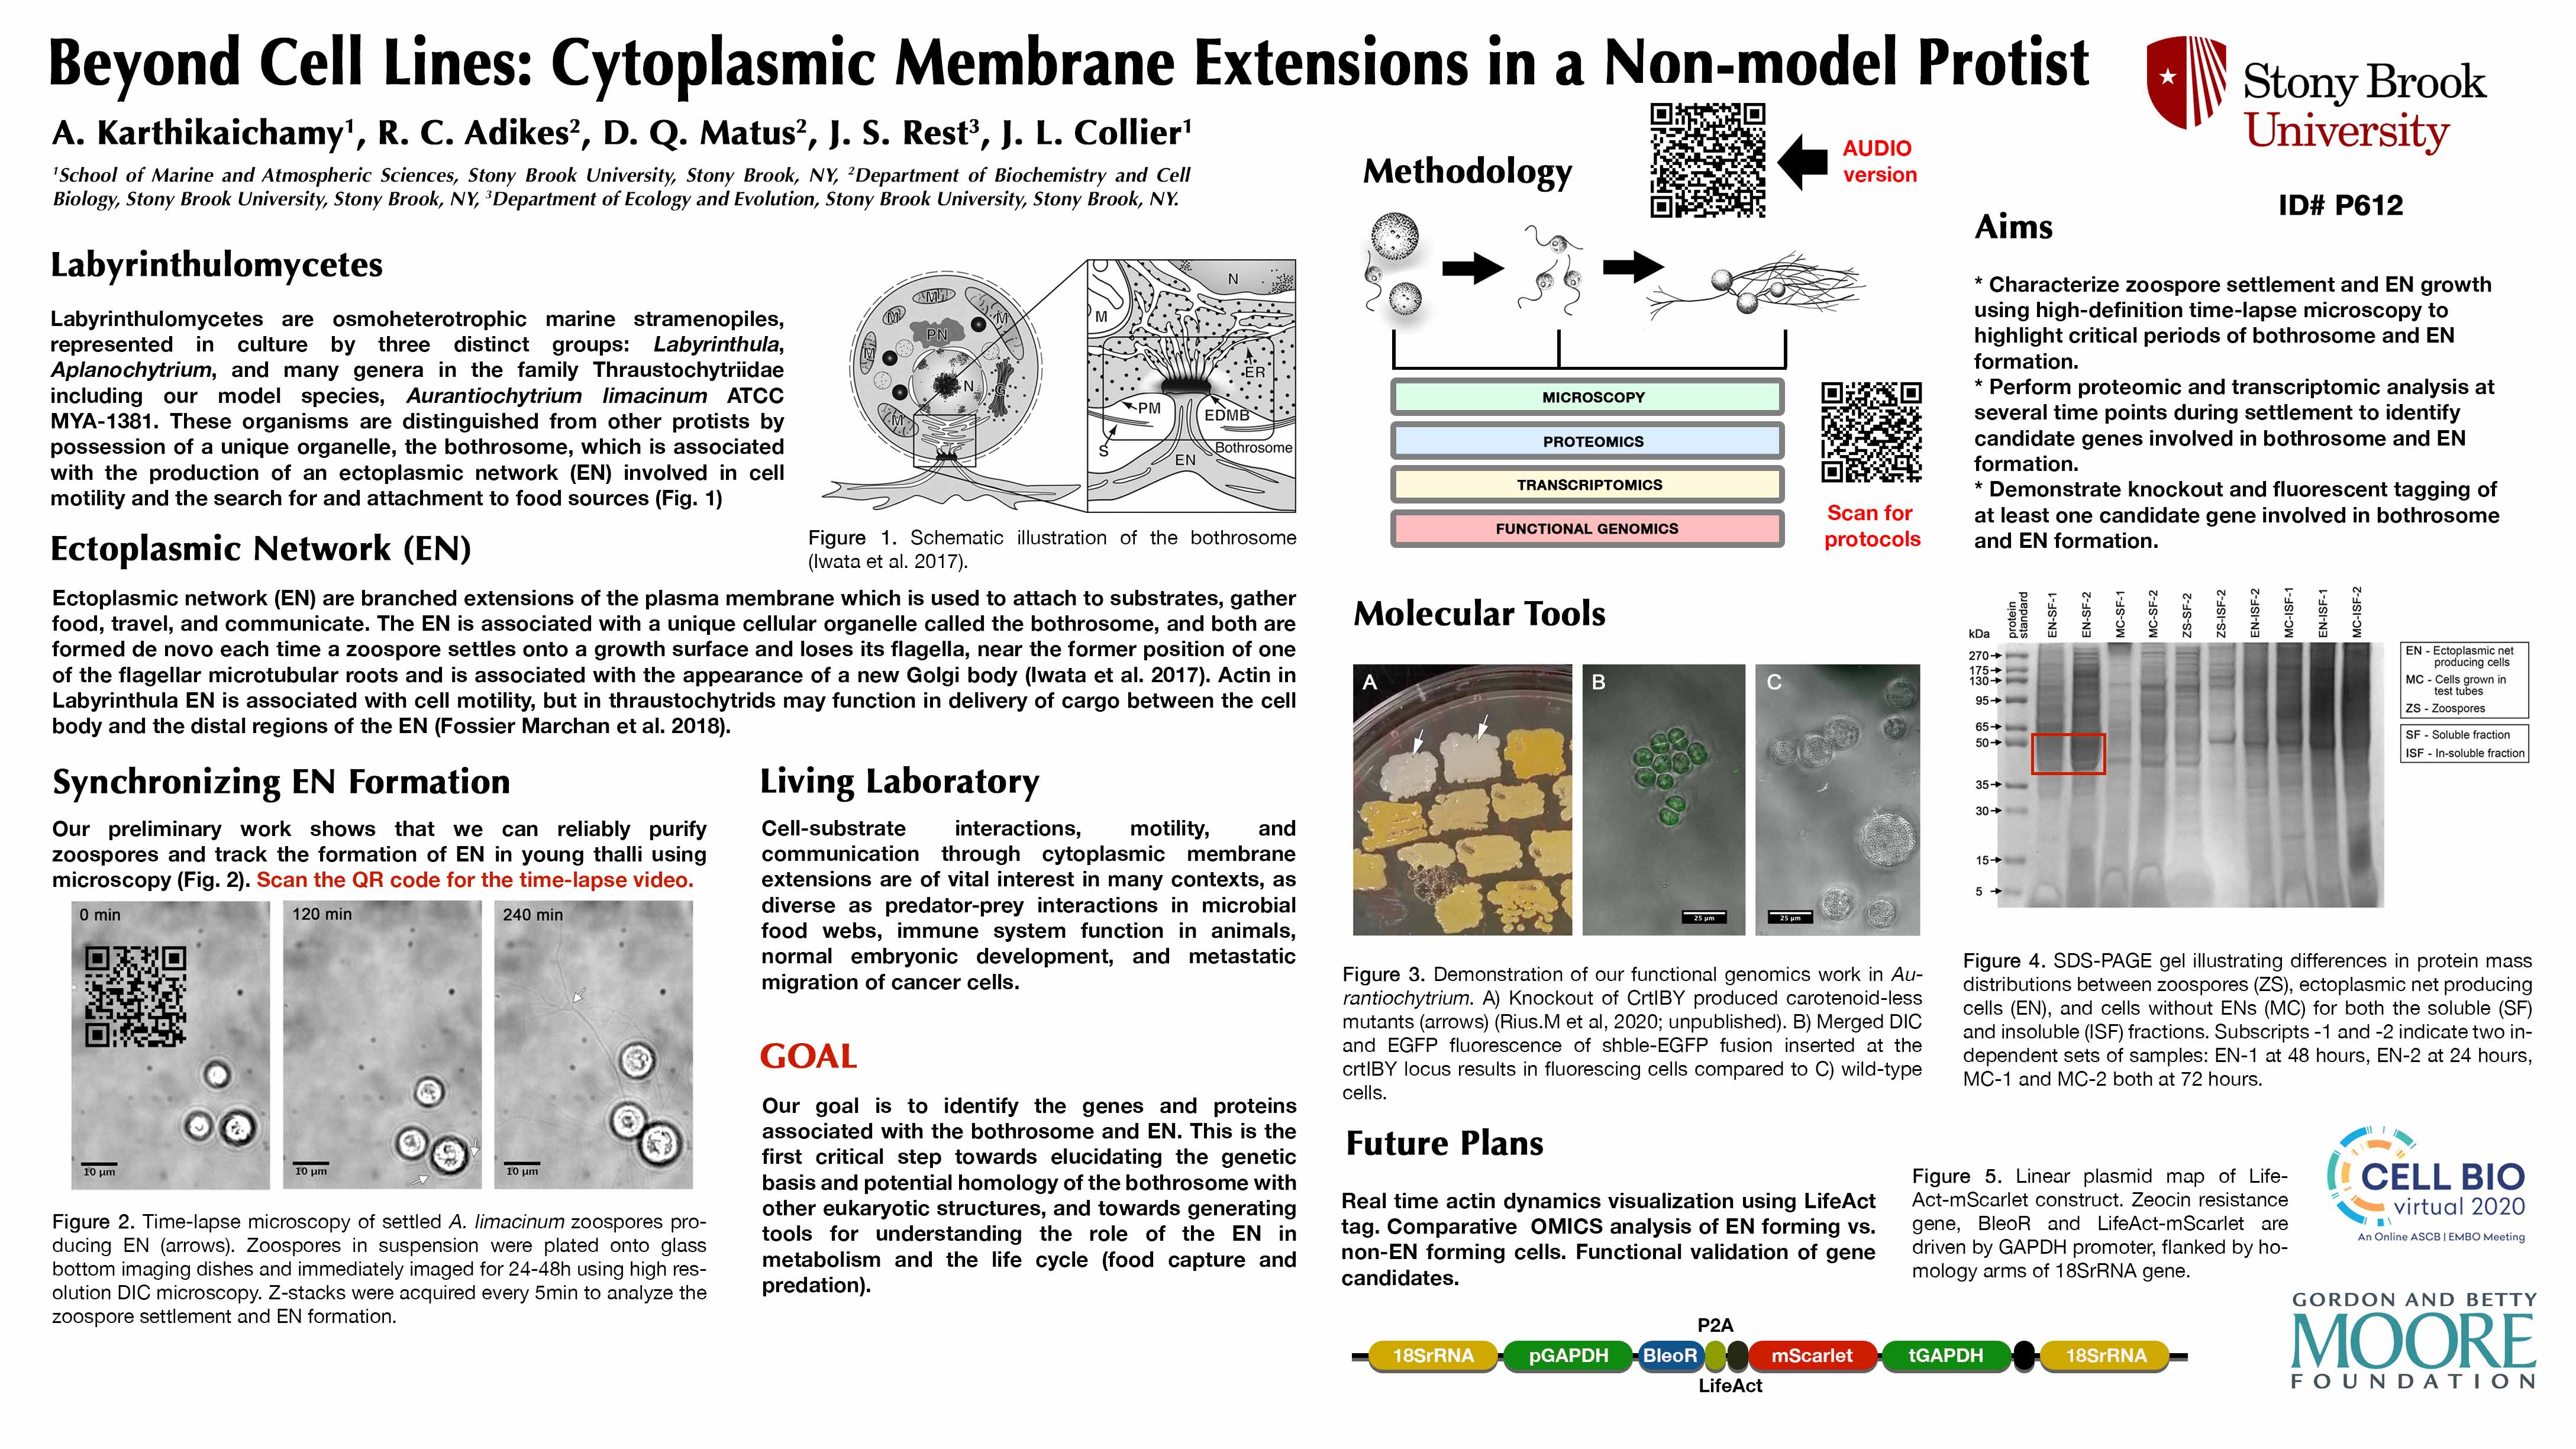 Beyond Cell Lines: Cytoplasmic Membrane Extensions in a Non-model Protist
A. Karthikaichamy1, R. C. Adikes2, D. Q. Matus2, J. S. Rest3, J. L. Collier1
1School of Marine and Atmospheric Sciences, Stony Brook University, Stony Brook, NY, 2Department of Biochemistry and Cell
Biology, Stony Brook University, Stony Brook, NY, 3Department of Ecology and Evolution, Stony Brook University, Stony Brook, NY.
Stony Brook
University
ID# P612
Labyrinthulomycetes
Labyrinthulomycetes are osmoheterotrophic marine stramenopiles,
represented in culture by three distinct groups: Labyrinthula,
Aplanochytrium, and many genera in the family Thraustochytriidae
including our model species, Aurantiochytrium limacinum ATCC
MYA-1381. These organisms are distinguished from other protists by
possession of a unique organelle, the bothrosome, which is associated
with the production of an ectoplasmic network (EN) involved in cell
motility and the search for and attachment to food sources (Fig. 1)
M
M
M
PN
M
N
G
M
N
M
ER
PM
EDMB
S
Bothrosome
EN
Figure 1. Schematic illustration of the bothrosome
(Iwata et al. 2017).
Ectoplasmic Network (EN)
Ectoplasmic network (EN) are branched extensions of the plasma membrane which is used to attach to substrates, gather
food, travel, and communicate. The EN is associated with a unique cellular organelle called the bothrosome, and both are
formed de novo each time a zoospore settles onto a growth surface and loses its flagella, near the former position of one
of the flagellar microtubular roots and is associated with the appearance of a new Golgi body (Iwata et al. 2017). Actin in
Labyrinthula EN is associated with cell motility, but in thraustochytrids may function in delivery of cargo between the cell
body and the distal regions of the EN (Fossier Marchan et al. 2018).
Synchronizing EN Formation
Our preliminary work shows that we can reliably purify
zoospores and track the formation of EN in young thalli using
microscopy (Fig. 2). Scan the QR code for the time-lapse video.
0 min
120 min
240 min
10 µm
10 µm
10 µm
Figure 2. Time-lapse microscopy of settled A. limacinum zoospores pro-
ducing EN (arrows). Zoospores in suspension were plated onto glass
bottom imaging dishes and immediately imaged for 24-48h using high res-
olution DIC microscopy. Z-stacks were acquired every 5min to analyze the
zoospore settlement and EN formation.
Living Laboratory
Cell-substrate interactions, motility, and
communication through cytoplasmic membrane
extensions are of vital interest in many contexts, as
diverse as predator-prey interactions in microbial
food webs, immune system function in animals,
normal embryonic development, and metastatic
migration of cancer cells.
GOAL
Our goal is to identify the genes and proteins
associated with the bothrosome and EN. This is the
first critical step towards elucidating the genetic
basis and potential homology of the bothrosome with
other eukaryotic structures, and towards generating
tools for understanding the role of the EN in
metabolism and the life cycle (food capture and
predation).
Methodology
AUDIO
version
MICROSCOPY
PROTEOMICS
TRANSCRIPTOMICS
FUNCTIONAL GENOMICS
Scan for
protocols
Aims
* Characterize zoospore settlement and EN growth
using high-definition time-lapse microscopy to
highlight critical periods of bothrosome and EN
formation.
* Perform proteomic and transcriptomic analysis at
several time points during settlement to identify
candidate genes involved in bothrosome and EN
formation.
* Demonstrate knockout and fluorescent tagging of
at least one candidate gene involved in bothrosome
and EN formation.
Molecular Tools
A
B
C
25 µm
25 µm
Figure 3. Demonstration of our functional genomics work in Au-
rantiochytrium. A) Knockout of CrtIBY produced carotenoid-less
mutants (arrows) (Rius.M et al, 2020; unpublished). B) Merged DIC
and EGFP fluorescence of shble-EGFP fusion inserted at the
crtIBY locus results in fluorescing cells compared to C) wild-type
cells.
kDa
protein
standard
EN-SF-1
EN-SF-2
MC-SF-1
MC-SF-2
ZS-SF-2
ZS-ISF-2
EN-ISF-2
MC-ISF-1
EN-ISF-1
MC-ISF-2
270
175
130
95
65
50
35
30
15
5
EN - Ectoplasmic net
producing cells
MC - Cells grown in
test tubes
ZS - Zoospores
SF - Soluble fraction
ISF - In-soluble fraction
Figure 4. SDS-PAGE gel illustrating differences in protein mass
distributions between zoospores (ZS), ectoplasmic net producing
cells (EN), and cells without ENs (MC) for both the soluble (SF)
and insoluble (ISF) fractions. Subscripts -1 and -2 indicate two in-
dependent sets of samples: EN-1 at 48 hours, EN-2 at 24 hours,
MC-1 and MC-2 both at 72 hours.
Future Plans
Real time actin dynamics visualization using LifeAct
tag. Comparative OMICS analysis of EN forming vs.
non-EN forming cells. Functional validation of gene
candidates.
Figure 5. Linear plasmid map of Life-
Act-mScarlet construct. Zeocin resistance
gene, BleoR and LifeAct-mScarlet are
driven by GAPDH promoter, flanked by ho-
mology arms of 18SrRNA gene.
P2A
18SrRNA
pGAPDH
BleoR
mScarlet
tGAPDH
18SrRNA
LifeAct
CELL BIO
virtual 2020
An Online ASCB | EMBO Meeting
GORDON AND BETTY
MOORE
FOUNDATION